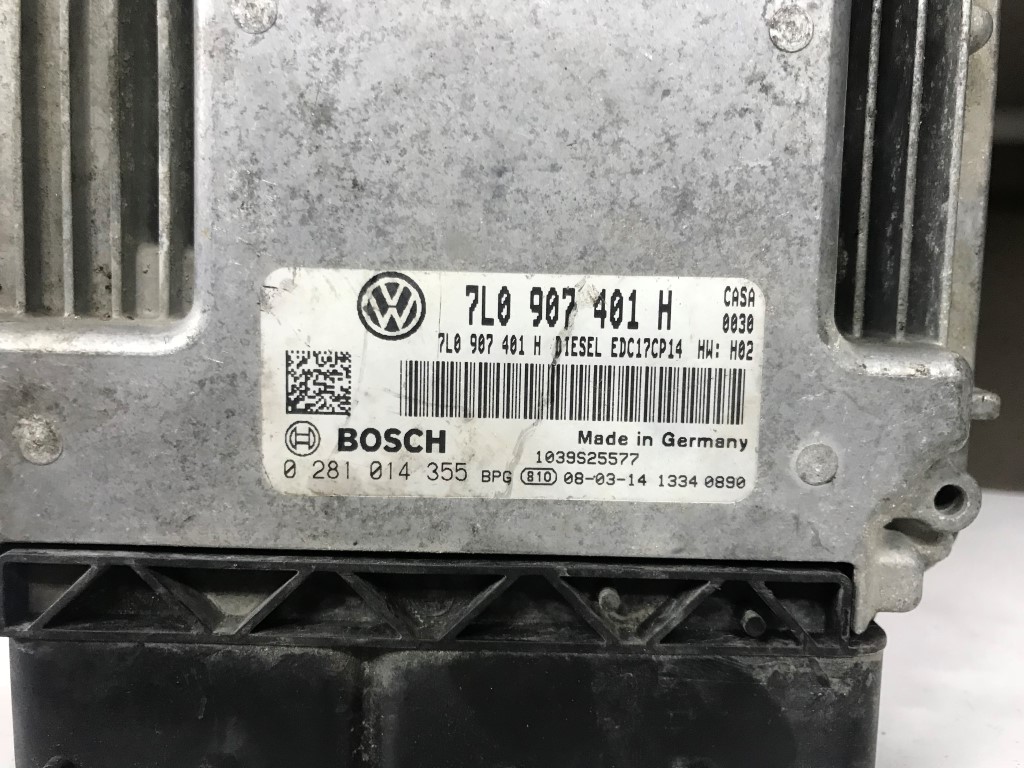 7L0 907 401 H CASA
0030
7L0 907 401 H DIESEL EDC17CP14 HW: H02
BOSCH Made in Germany
1039S25577
0 281 014 355 BPG 810 08-03-14 1334 0890